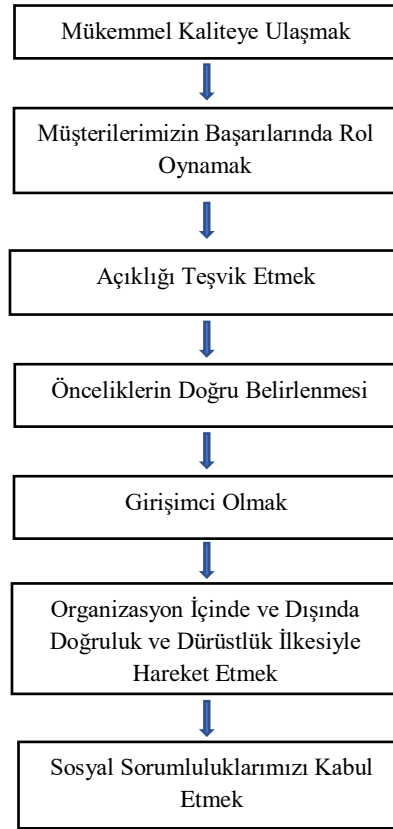 Mükemmel Kaliteye Ulaşmak
Müşterilerimizin Başarılarında Rol
Oynamak
Açıklığı Teşvik Etmek
Önceliklerin Doğru Belirlenmesi
Girişimci Olmak
Organizasyon İçinde ve Dışında
Doğruluk ve Dürüstlük İlkesiyle
Hareket Etmek
Sosyal Sorumluluklarımızı Kabul
Etmek